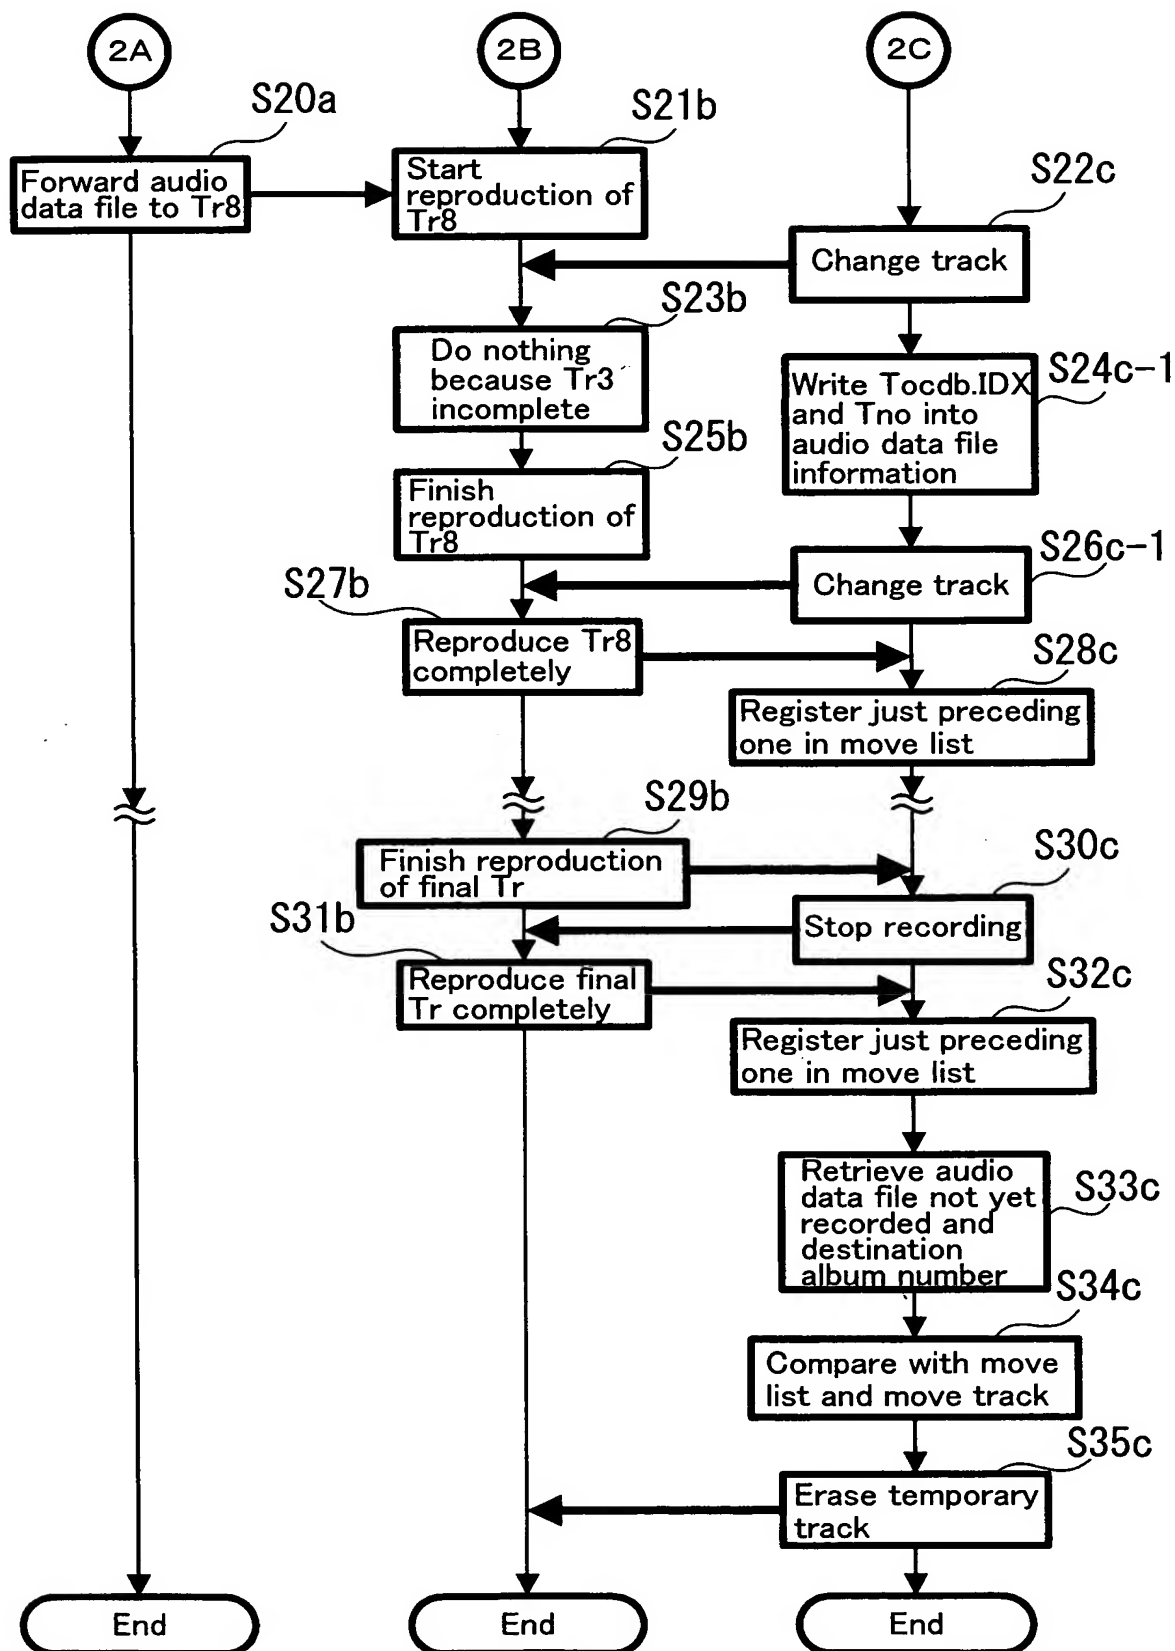 2A
2B
2C
S20a
Forward audio
data file to Tr8
S21b
Start
reproduction of
Tr8
S22c
Change track
S23b
Do nothing
because Tr3
incomplete
S24c-1
Write Tocdb.IDX
and Tno into
audio data file
information
S25b
Finish
reproduction of
Tr8
S26c-1
Change track
S27b
Reproduce Tr8
completely
S28c
Register just preceding
one in move list
S29b
Finish reproduction
of final Tr
S30c
Stop recording
S31b
Reproduce final
Tr completely
S32c
Register just preceding
one in move list
S33c
Retrieve audio
data file not yet
recorded and
destination
album number
S34c
Compare with move
list and move track
S35c
Erase temporary
track
End
End
End